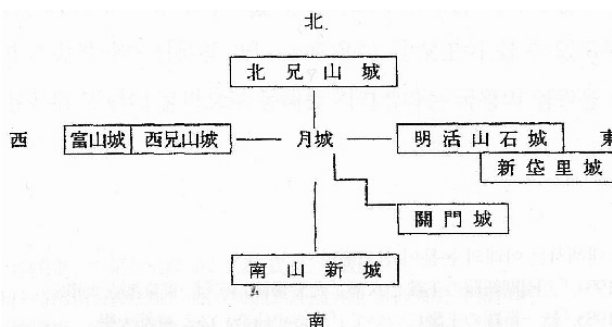 北
北兄山城
西 富山城 西兄山城 月城 明活山石城 東
新垈里城
關門城
南山新城
南